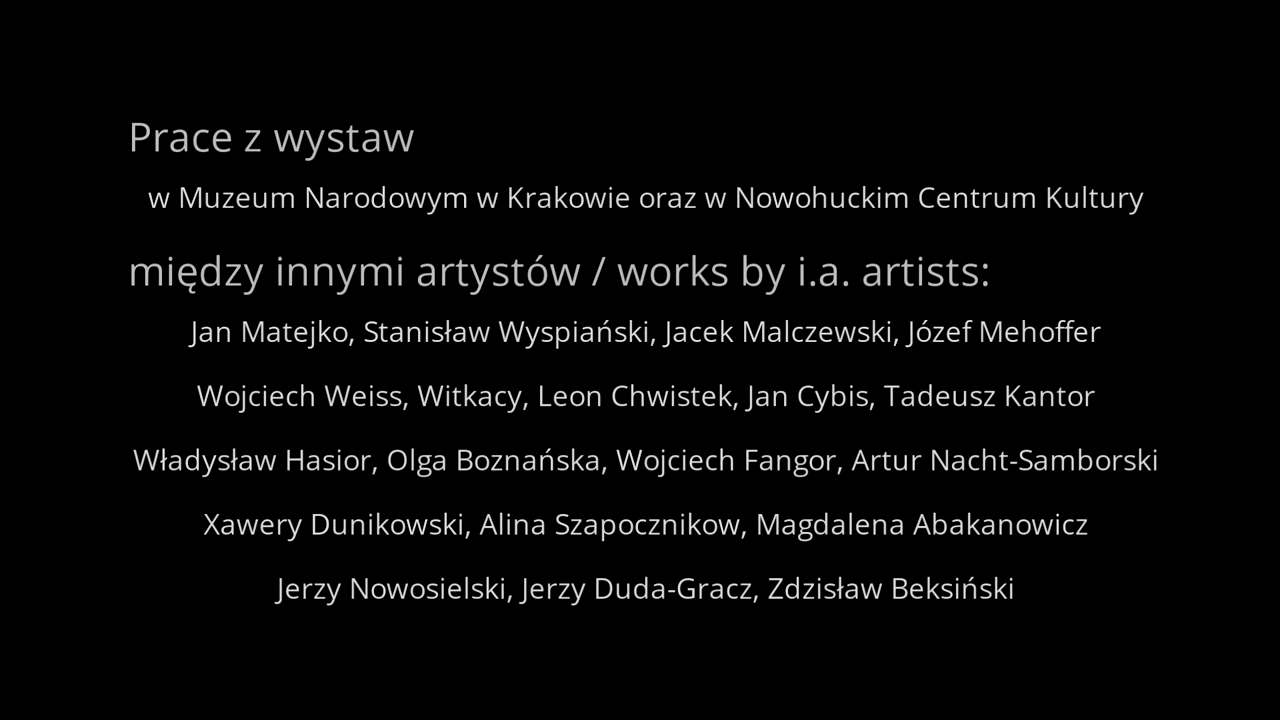 Prace z wystaw
w Muzeum Narodowym w Krakowie oraz w Nowohuckim Centrum Kultury
między innymi artystów / works by i.a. artists:
Jan Matejko, Stanisław Wyspiański, Jacek Malczewski, Józef Mehoffer
Wojciech Weiss, Witkacy, Leon Chwistek, Jan Cybis, Tadeusz Kantor
Władysław Hasior, Olga Boznańska, Wojciech Fangor, Artur Nacht-Samborski
Xawery Dunikowski, Alina Szapocznikow, Magdalena Abakanowicz
Jerzy Nowosielski, Jerzy Duda-Gracz, Zdzisław Beksiński